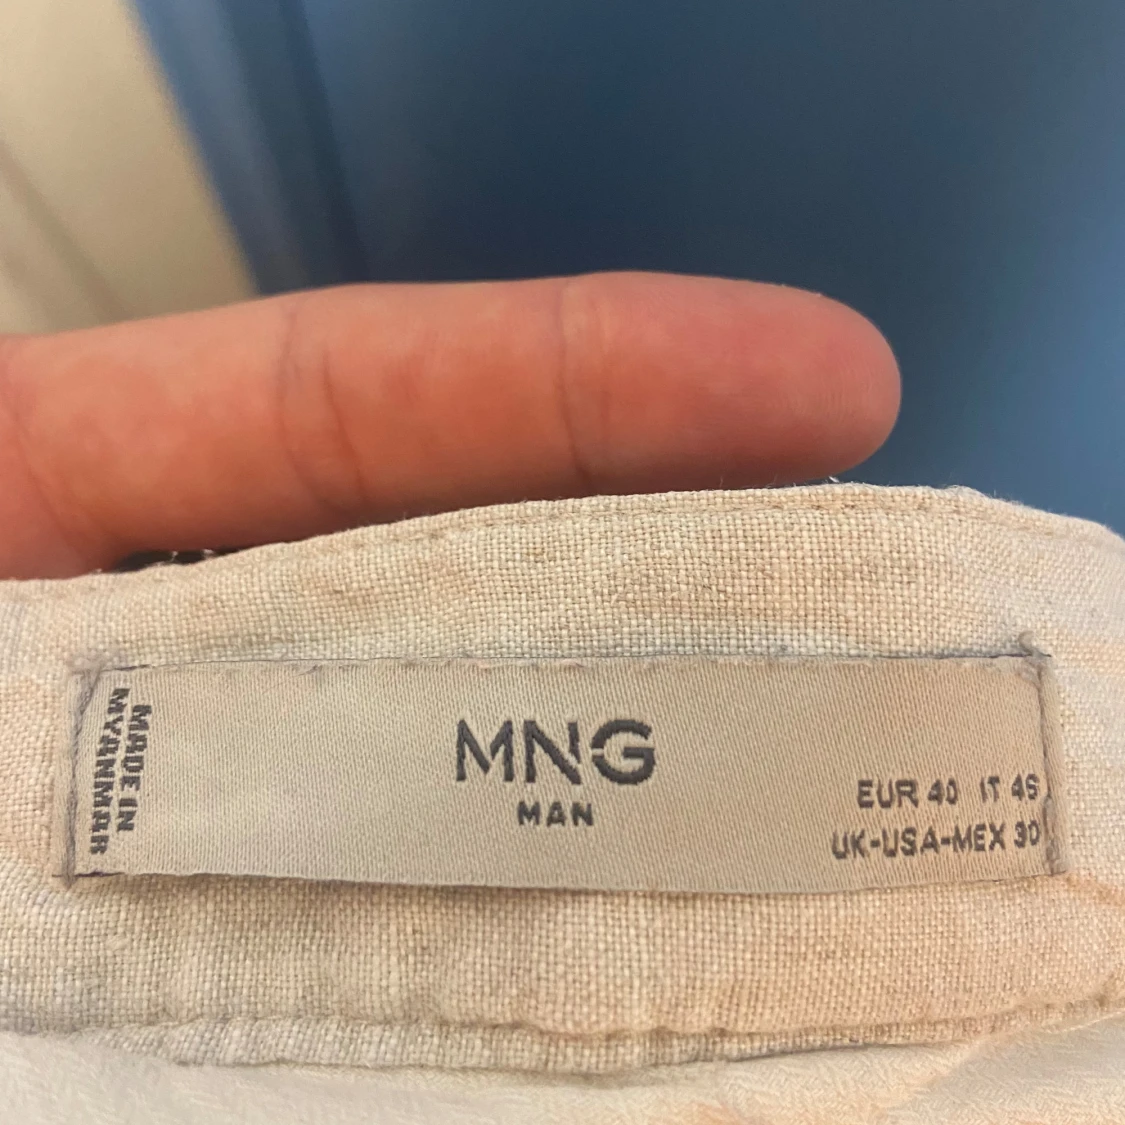 MADE IN
MYANMAR
MNG
MAN
EUR 40 IT 46
UK-USA-MEX 30